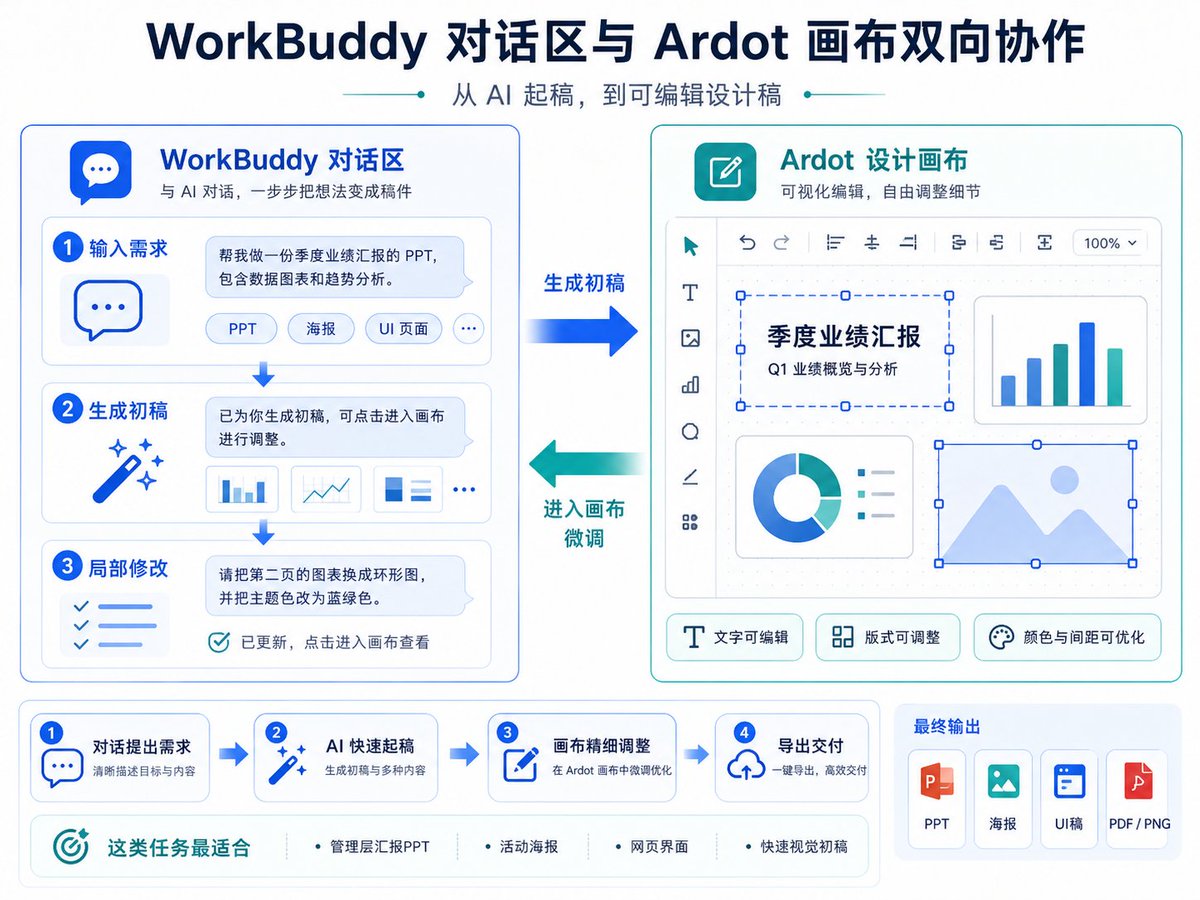 WorkBuddy 对话区与 Ardot 画布双向协作
从 AI 起稿，到可编辑设计稿
WorkBuddy 对话区
与 AI 对话，一步步把想法变成稿件
1 输入需求
帮我做一份季度业绩汇报的 PPT，
包含数据图表和趋势分析。
PPT
海报
UI 页面
2 生成初稿
已为你生成初稿，可点击进入画布
进行调整。
3 局部修改
请把第二页的图表换成环形图，
并把主题色改为蓝绿色。
已更新，点击进入画布查看
生成初稿
进入画布
微调
Ardot 设计画布
可视化编辑，自由调整细节
100%
T
季度业绩汇报
Q1 业绩概览与分析
T 文字可编辑
版式可调整
颜色与间距可优化
1
对话提出需求
清晰描述目标与内容
2
AI 快速起稿
生成初稿与多种内容
3
画布精细调整
在 Ardot 画布中微调优化
4
导出交付
一键导出，高效交付
这类任务最适合
• 管理层汇报PPT
• 活动海报
• 网页界面
• 快速视觉初稿
最终输出
P
PPT
海报
UI稿
PDF / PNG